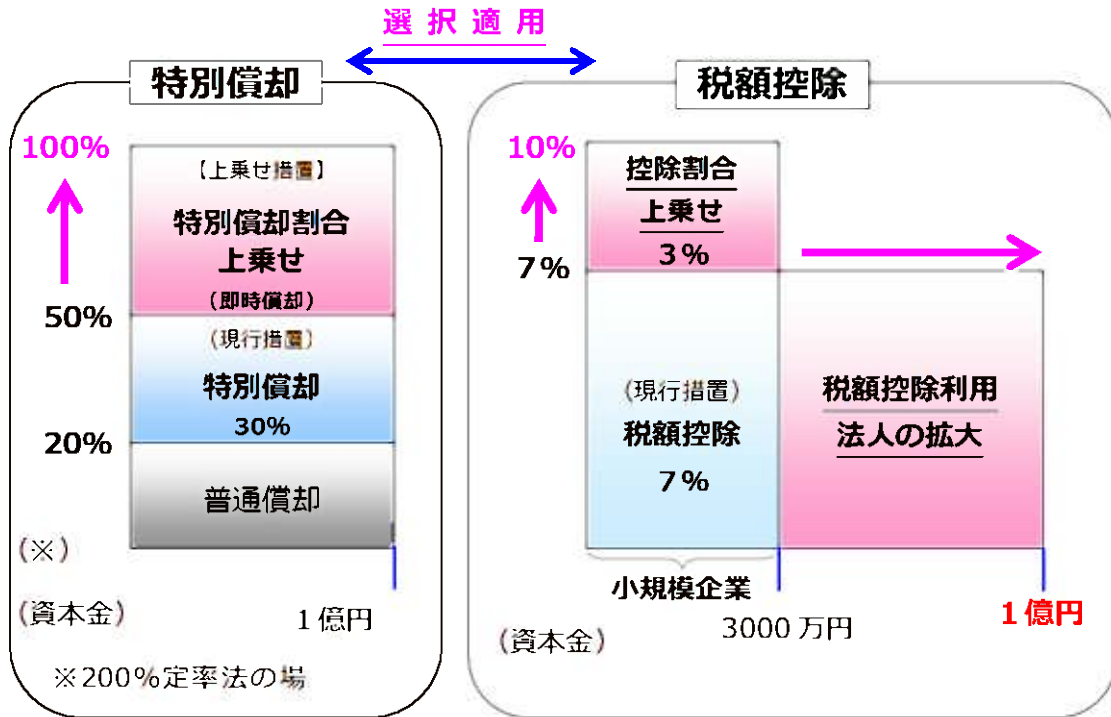 選択適用
特別償却
100%
【上乗せ措置】
特別償却割合
上乗せ
(即時償却)
50%
(現行措置)
特別償却
30%
20%
普通償却
(※)
(資本金)
1億円
※200%定率法の場
税額控除
10%
控除割合
上乗せ
3%
7%
(現行措置)
税額控除
7%
税額控除利用
法人の拡大
小規模企業
(資本金)
3000万円
1億円